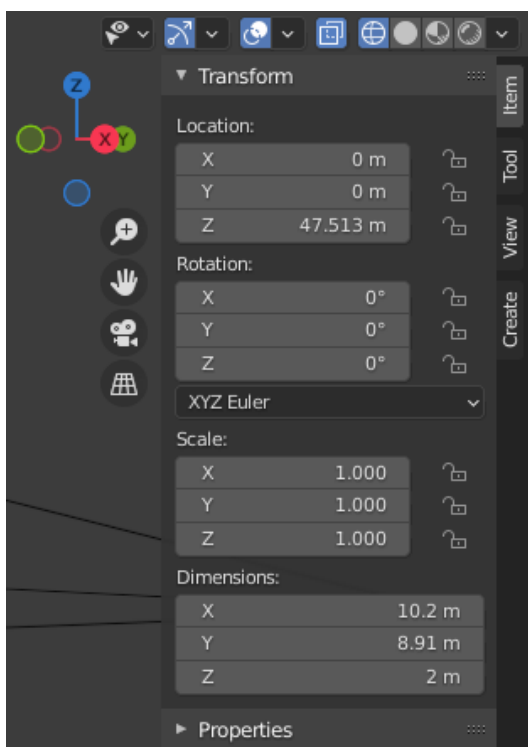 Transform
Z
X Y
Location:
X 0 m
Y 0 m
Z 47.513 m
Rotation:
X 0°
Y 0°
Z 0°
XYZ Euler
Scale:
X 1.000
Y 1.000
Z 1.000
Dimensions:
X 10.2 m
Y 8.91 m
Z 2 m
Properties
Item
Tool
View
Create